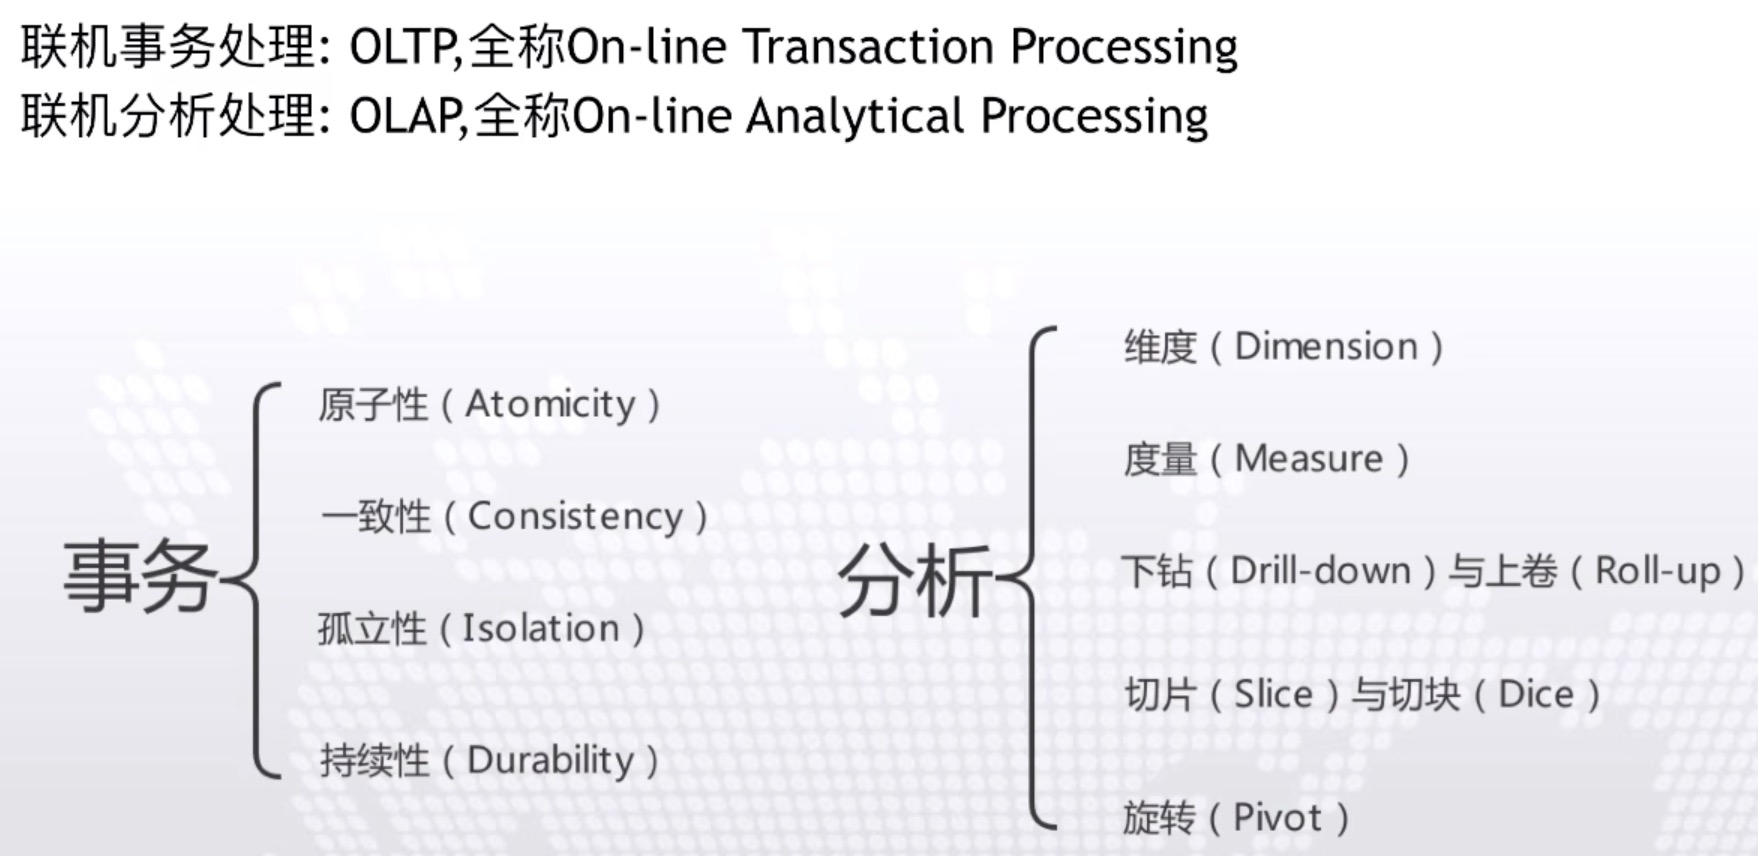 联机事务处理: OLTP,全称On-line Transaction Processing
联机分析处理: OLAP,全称On-line Analytical Processing
事务
原子性（Atomicity）
一致性（Consistency）
孤立性（Isolation）
持续性（Durability）
分析
维度（Dimension）
度量（Measure）
下钻（Drill-down）与上卷（Roll-up）
切片（Slice）与切块（Dice）
旋转（Pivot）